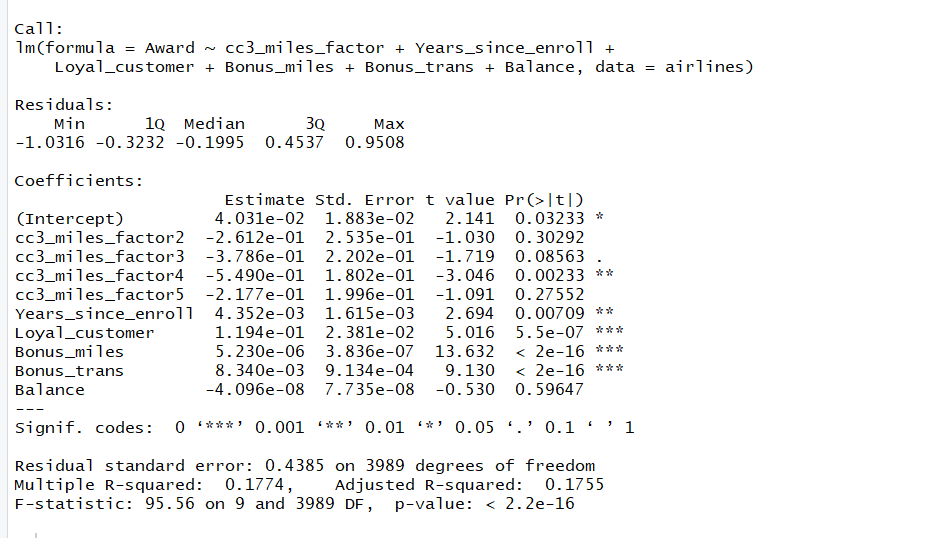 Call:
lm(formula = Award ~ cc3_miles_factor + Years_since_enroll +
    Loyal_customer + Bonus_miles + Bonus_trans + Balance, data = airlines)
Residuals:
    Min      1Q  Median      3Q     Max
-1.0316 -0.3232 -0.1995  0.4537  0.9508
Coefficients:
                     Estimate Std. Error t value Pr(>|t|)
(Intercept)         4.031e-02  1.883e-02   2.141  0.03233 *
cc3_miles_factor2  -2.612e-01  2.535e-01  -1.030  0.30292
cc3_miles_factor3  -3.786e-01  2.202e-01  -1.719  0.08563 .
cc3_miles_factor4  -5.490e-01  1.802e-01  -3.046  0.00233 **
cc3_miles_factor5  -2.177e-01  1.996e-01  -1.091  0.27552
Years_since_enroll  4.352e-03  1.615e-03   2.694  0.00709 **
Loyal_customer      1.194e-01  2.381e-02   5.016  5.5e-07 ***
Bonus_miles         5.230e-06  3.836e-07  13.632  < 2e-16 ***
Bonus_trans         8.340e-03  9.134e-04   9.130  < 2e-16 ***
Balance            -4.096e-08  7.735e-08  -0.530  0.59647
---
Signif. codes:  0 ‘***’ 0.001 ‘**’ 0.01 ‘*’ 0.05 ‘.’ 0.1 ‘ ’ 1
Residual standard error: 0.4385 on 3989 degrees of freedom
Multiple R-squared:  0.1774,    Adjusted R-squared:  0.1755
F-statistic: 95.56 on 9 and 3989 DF,  p-value: < 2.2e-16